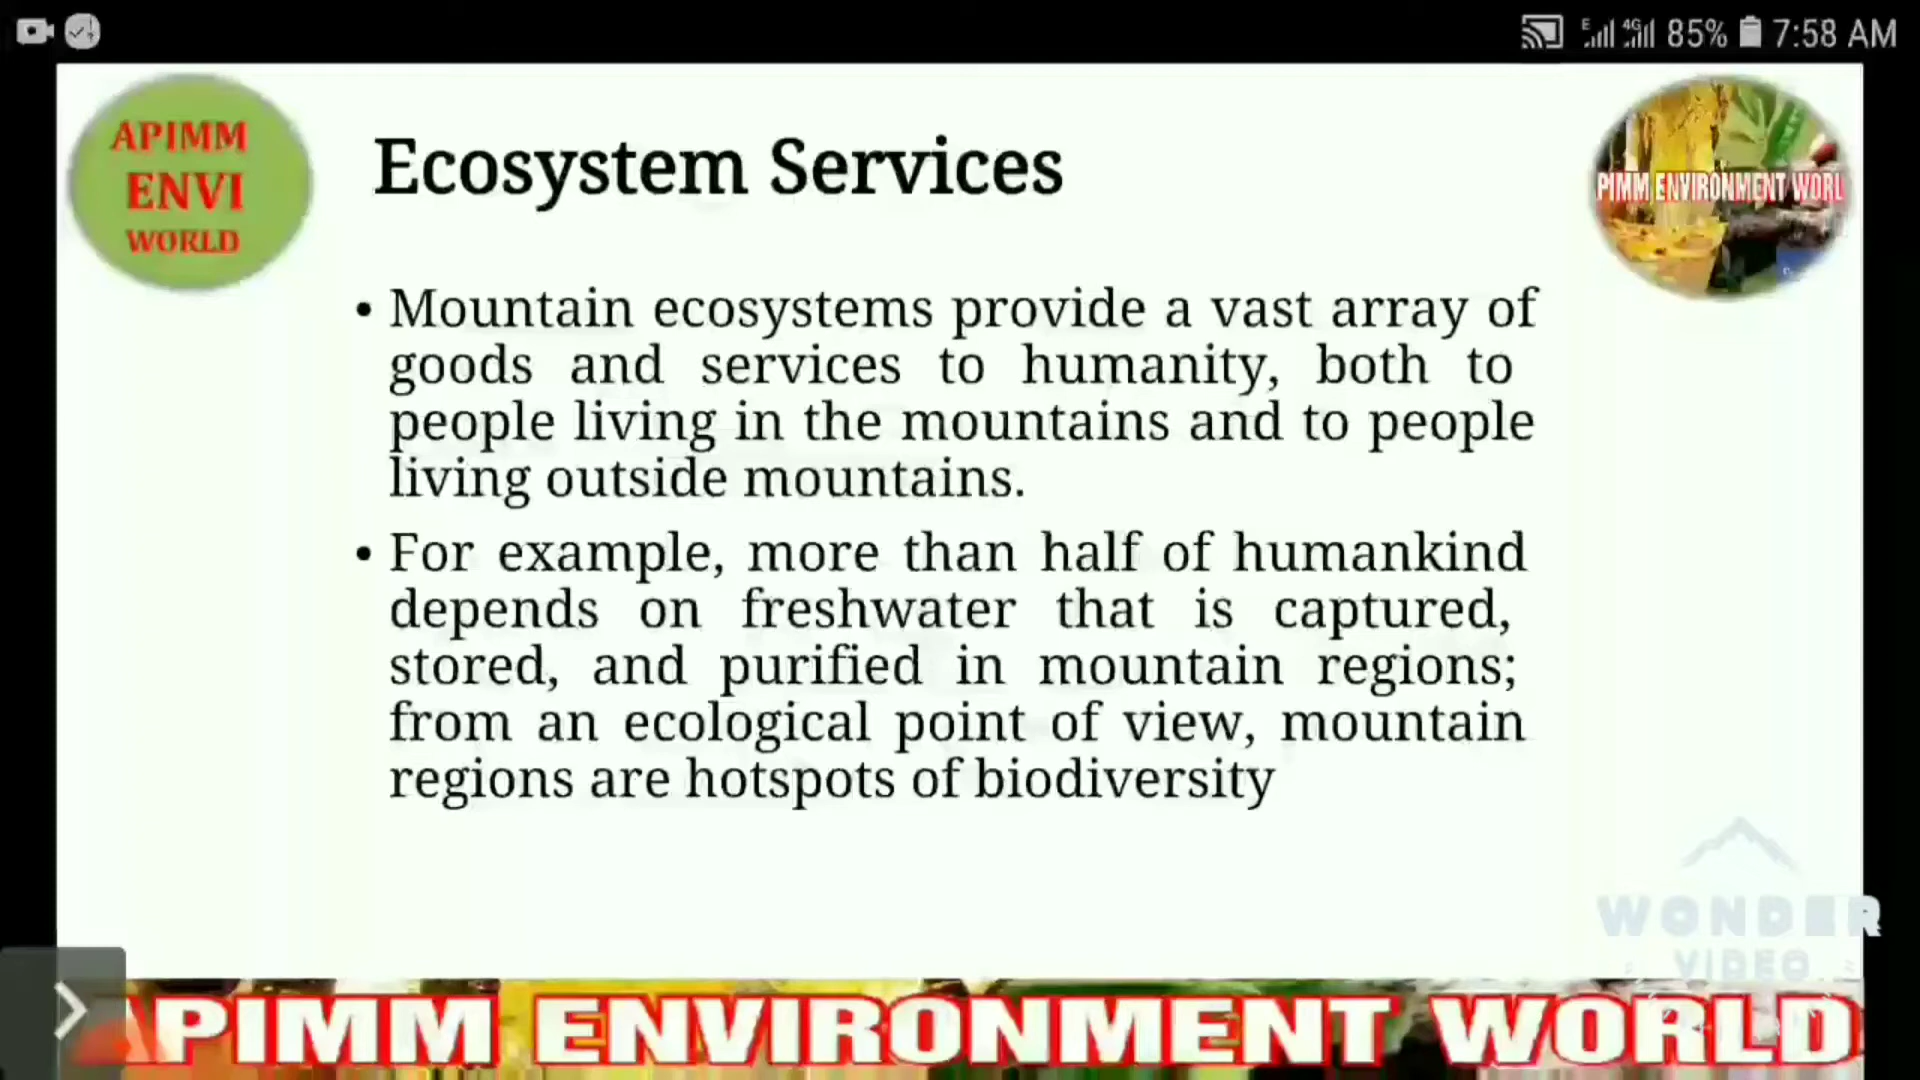 E 4G 85% 7:58 AM
APIMM
ENVI
WORLD
Ecosystem Services
PIMM ENVIRONMENT WORL
• Mountain ecosystems provide a vast array of
goods and services to humanity, both to
people living in the mountains and to people
living outside mountains.
• For example, more than half of humankind
depends on freshwater that is captured,
stored, and purified in mountain regions;
from an ecological point of view, mountain
regions are hotspots of biodiversity
WONDER
VIDEO
APIMM ENVIRONMENT WORLD